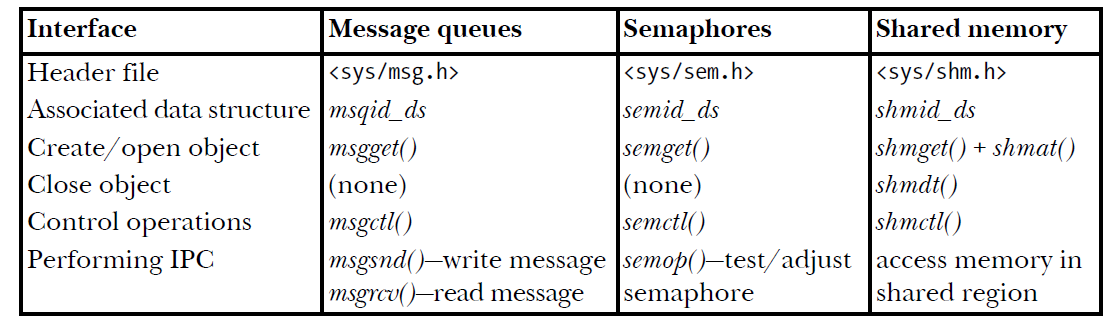 Interface Message queues Semaphores Shared memory
Header file <sys/msg.h> <sys/sem.h> <sys/shm.h>
Associated data structure msqid_ds semid_ds shmid_ds
Create/open object msgget() semget() shmget() + shmat()
Close object (none) (none) shmdt()
Control operations msgctl() semctl() shmctl()
Performing IPC msgsnd()—write message semop()—test/adjust access memory in
msgrcv()—read message semaphore shared region